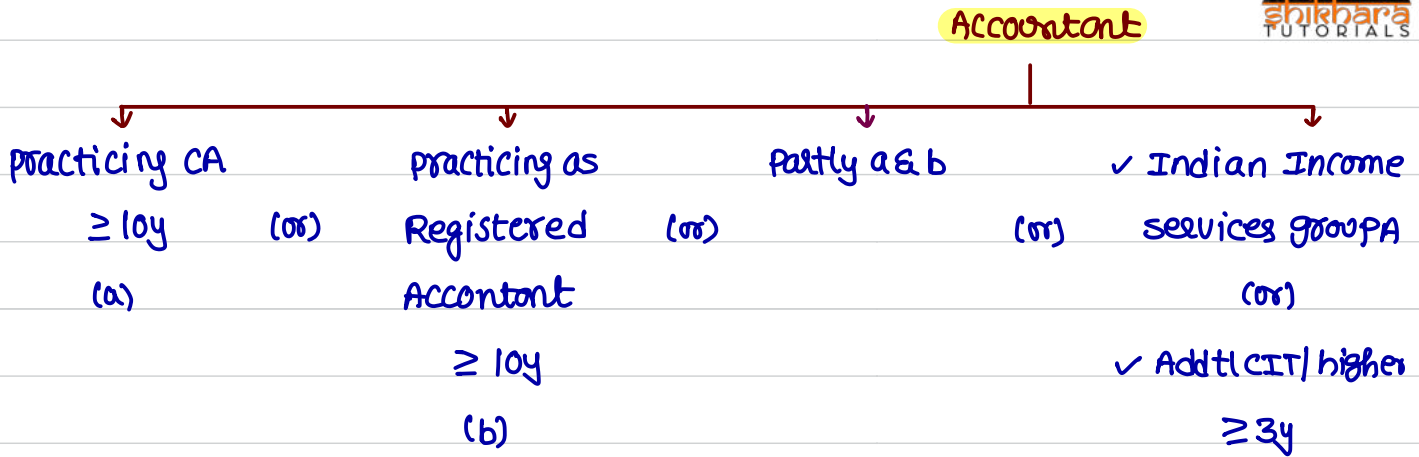 Accountant
Shikhara
TUTORIALS
practicing CA
≥ 10y
(a)
(or)
practicing as
Registered
Accontant
≥ 10y
(b)
(or)
Partly a & b
(or)
✓ Indian Income
services group A
(or)
✓ Addtl CIT/higher
≥ 3y